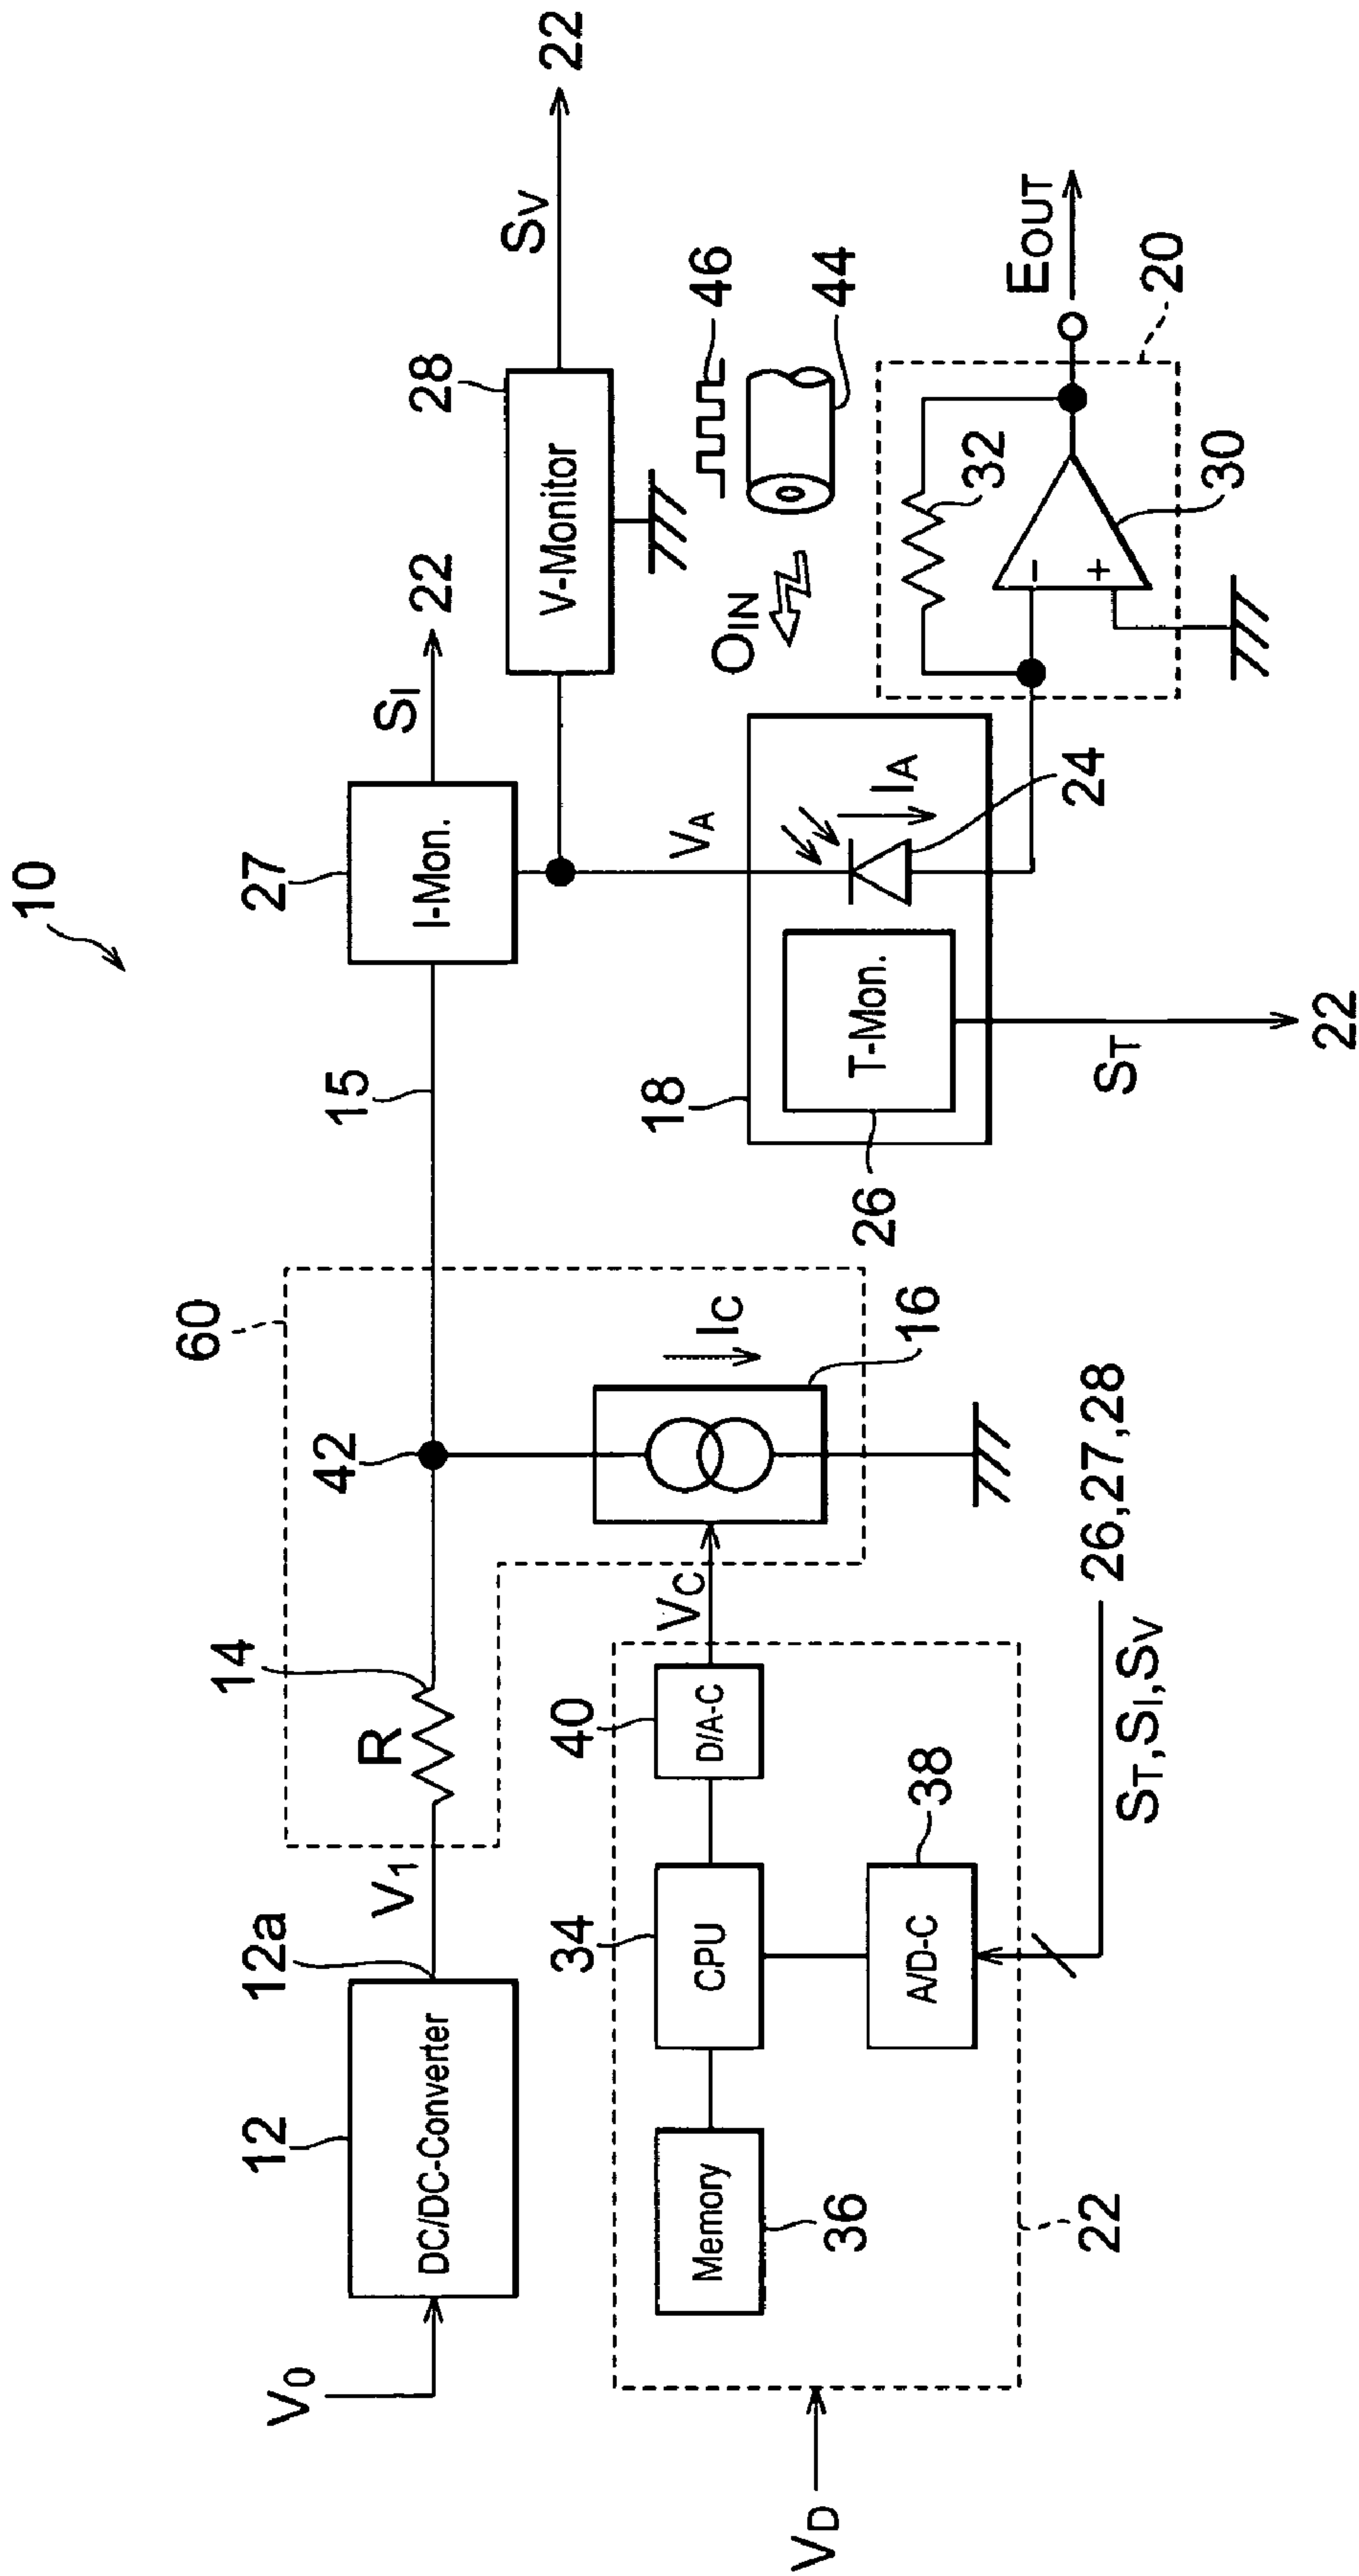 10
60
12
12a
V1
14
R
42
15
27
I-Mon.
SI
22
28
V-Monitor
SV
22
V0
DC/DC-Converter
VA
OIN
46
44
34
40
VC
IC
16
18
T-Mon.
26
ST
22
IA
24
32
30
20
EOUT
-
+
Memory
36
CPU
D/A-C
A/D-C
38
ST,SI,SV
26,27,28
22
VD